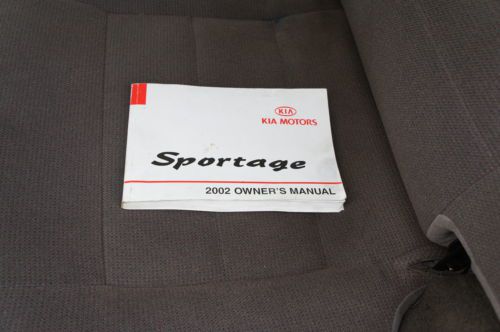 KIA
KIA MOTORS
Sportage
2002 OWNER'S MANUAL